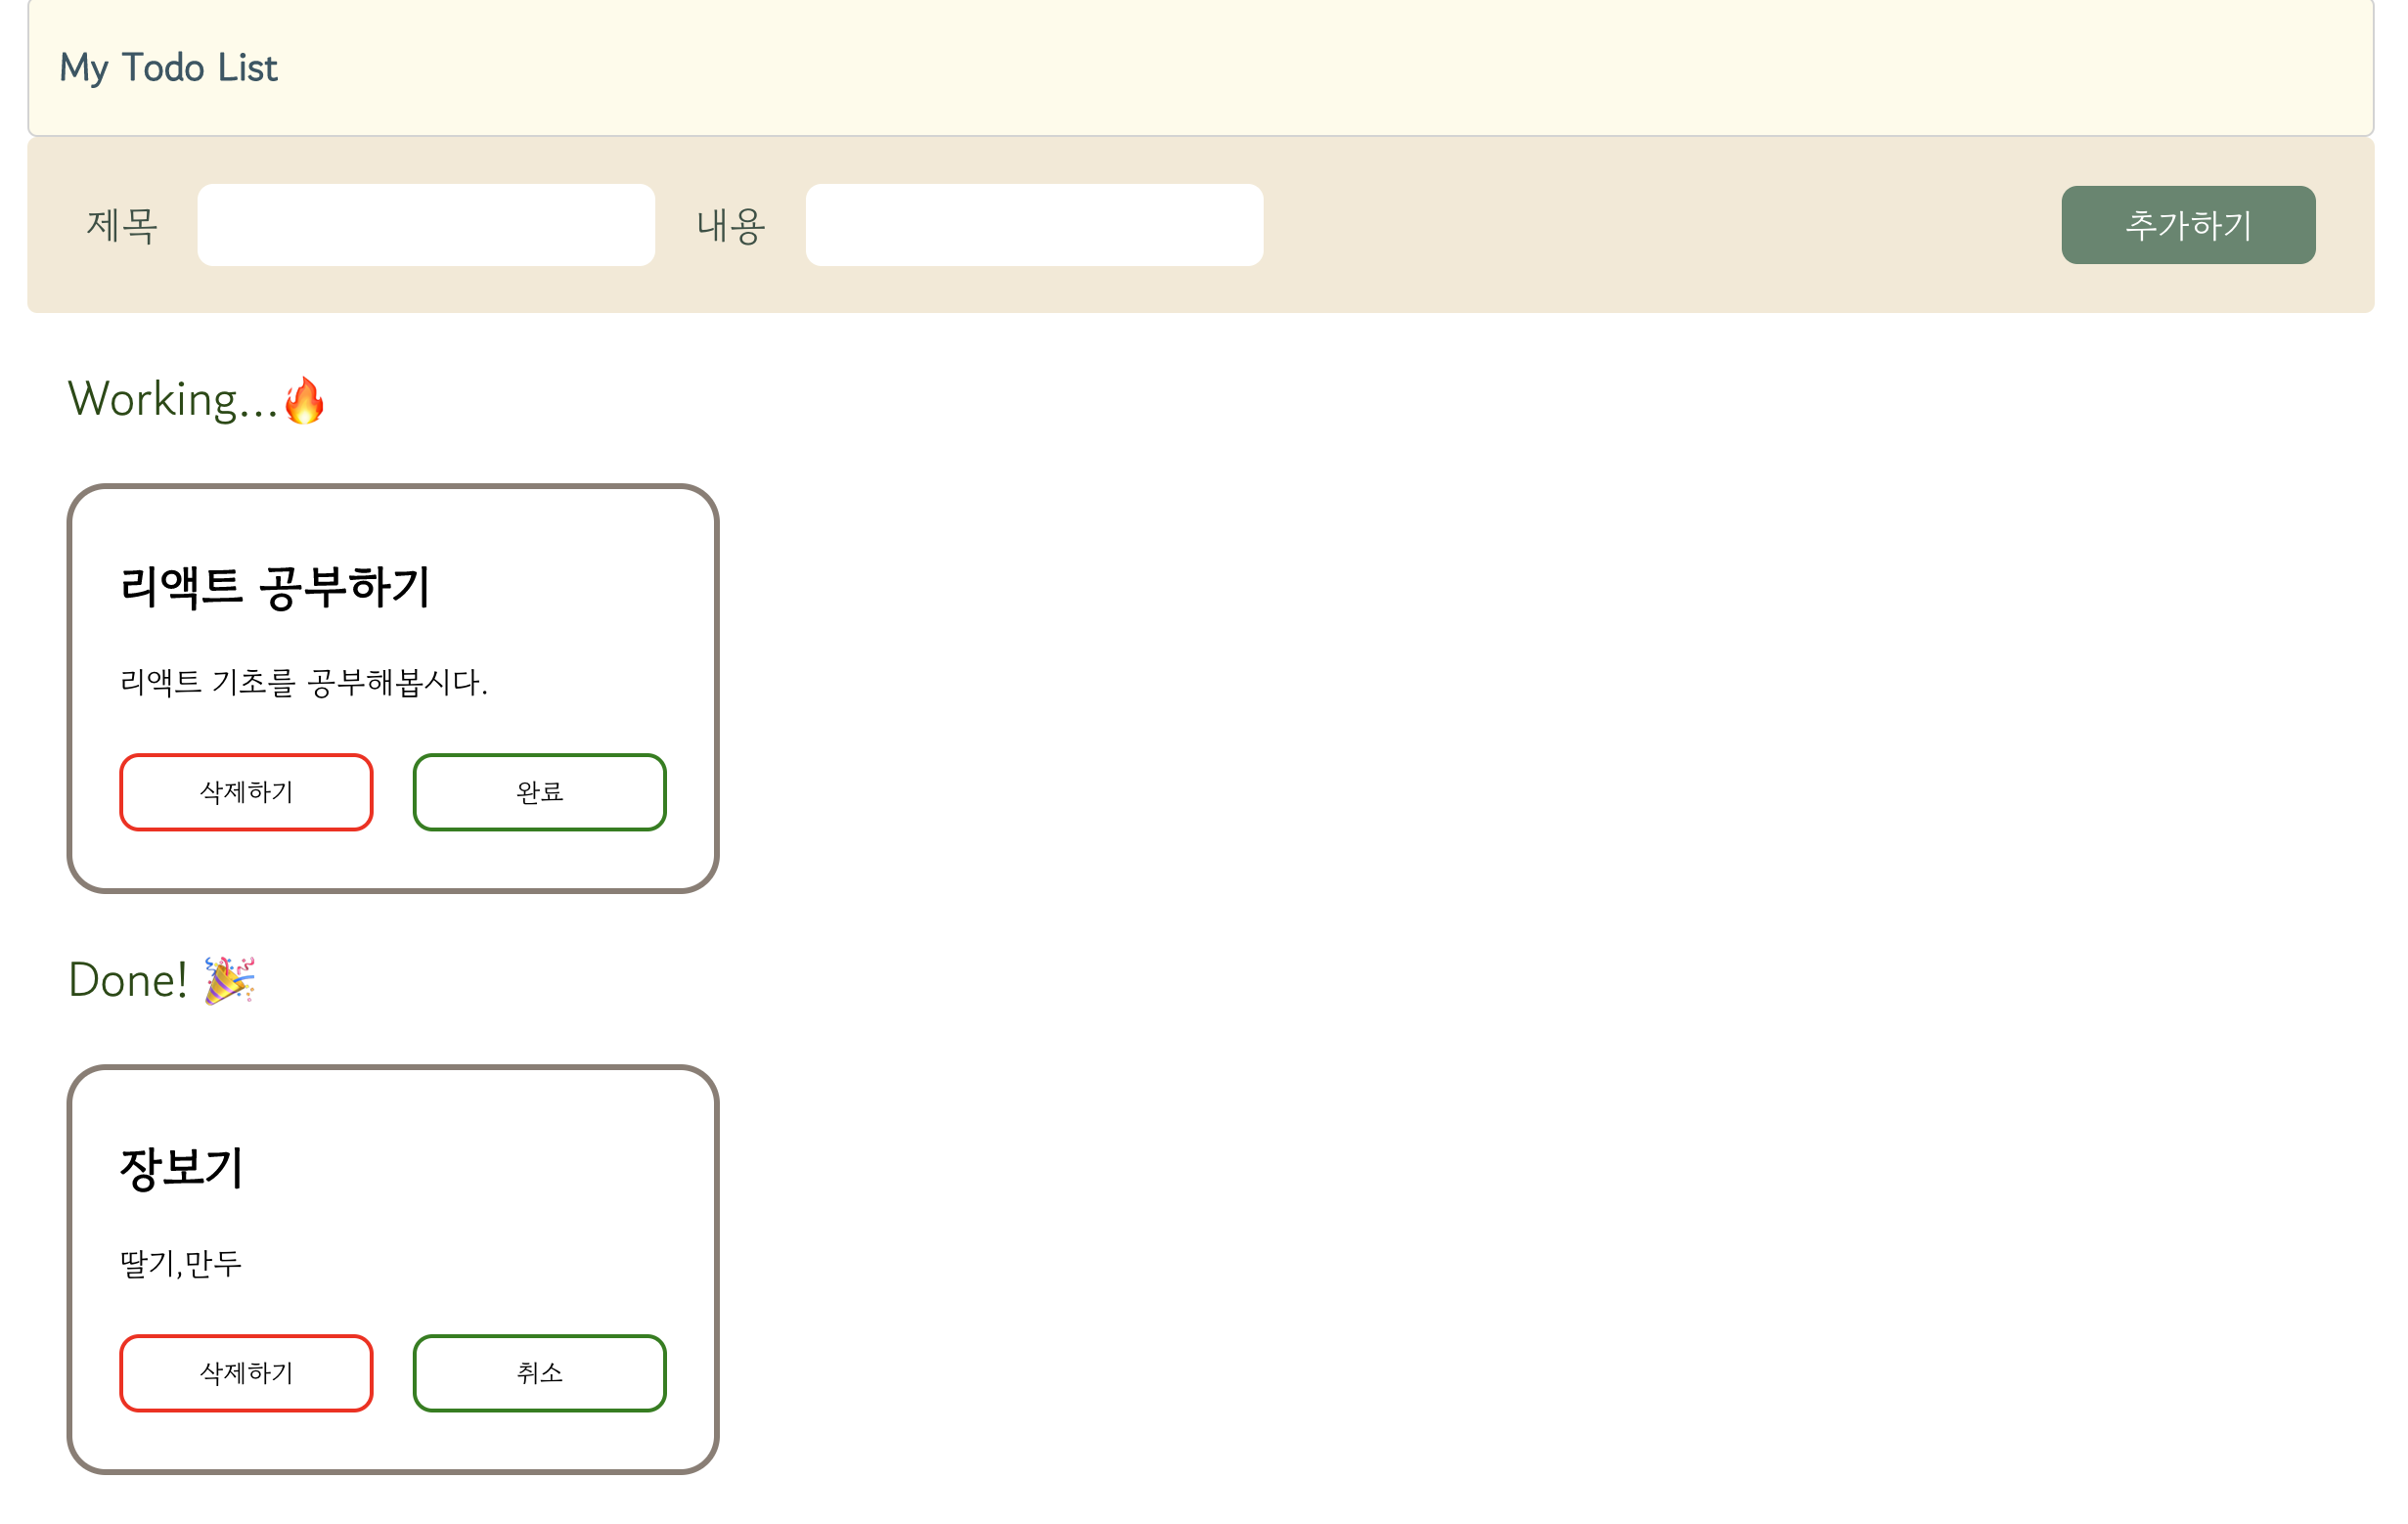 My Todo List
제목 내용 추가하기
Working...🔥
리액트 공부하기
리액트 기초를 공부해봅시다.
삭제하기 완료
Done! 🎉
장보기
딸기,만두
삭제하기 취소